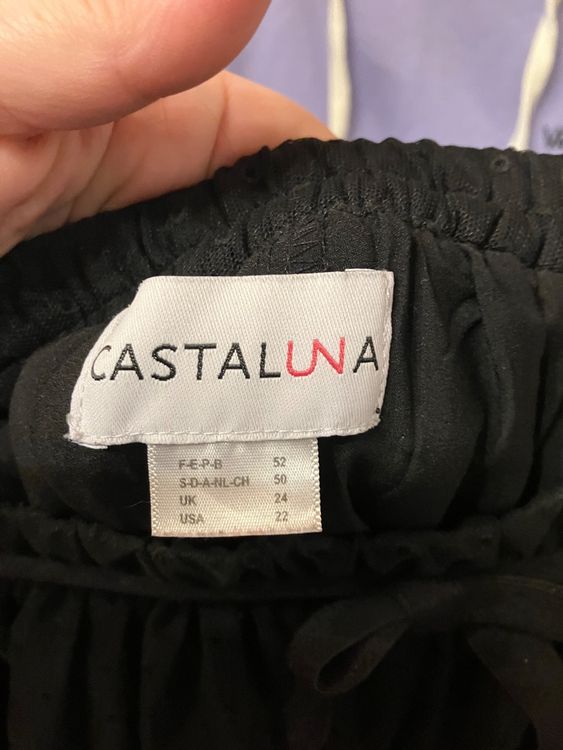 CASTALUNA
F-E-P-B 52
S-D-A-NL-CH 50
UK 24
USA 22